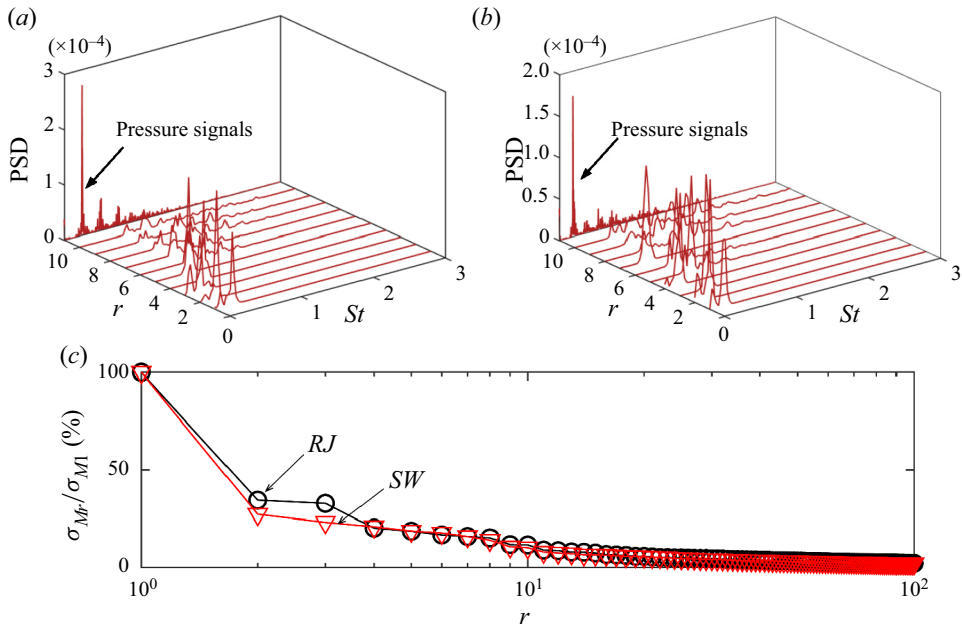 (a)
(×10⁻⁴)
3
2
1
0
PSD
Pressure signals
10
8
6
4
2
r
0
1
2
3
St
(b)
(×10⁻⁴)
2.0
1.5
1.0
0.5
0
PSD
Pressure signals
10
8
6
4
2
r
0
1
2
3
St
(c)
100
50
0
σ_Mr/σ_M1 (%)
RJ
SW
10⁰
10¹
10²
r